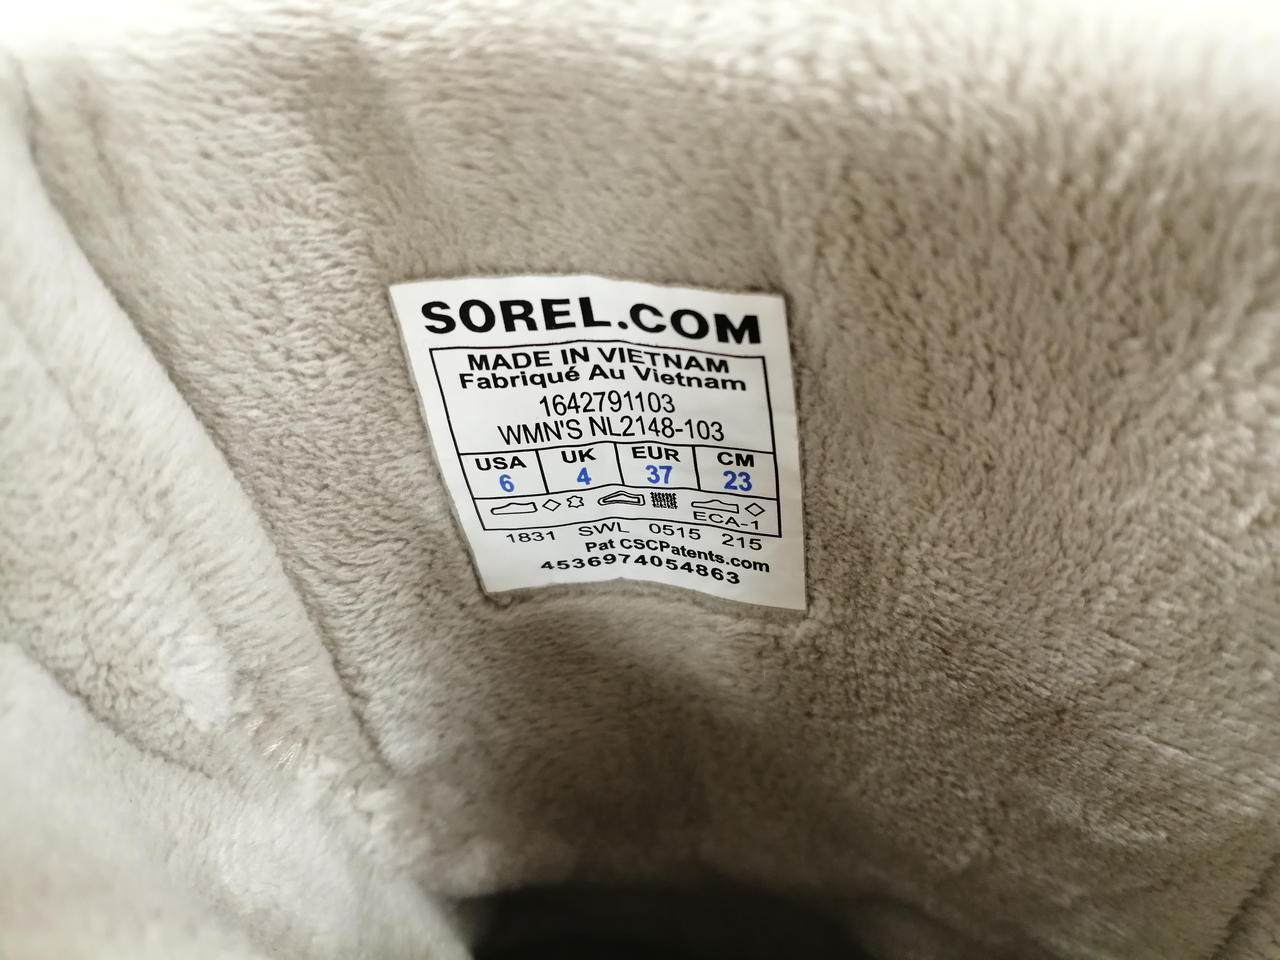 SOREL.COM
MADE IN VIETNAM
Fabriqué Au Vietnam
1642791103
WMN'S NL2148-103
USA UK EUR CM
6 4 37 23
ECA-1
1831 SWL 0515 215
Pat CSCPatents.com
4536974054863